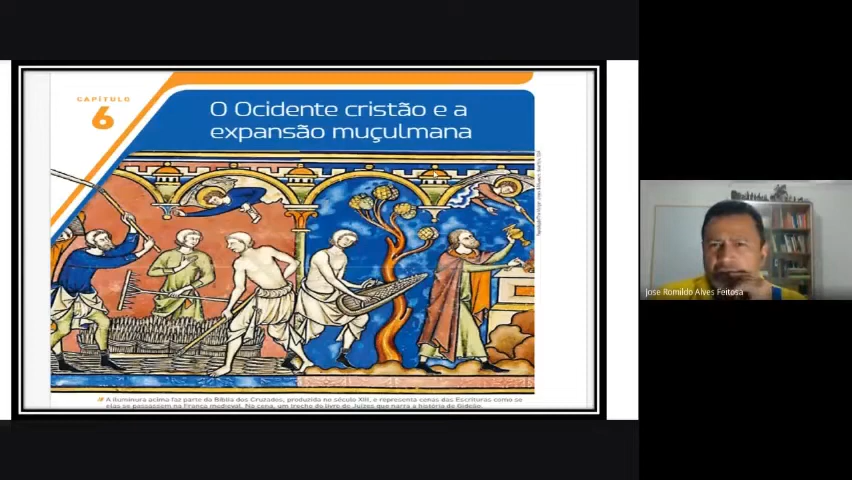 CAPÍTULO
6
O Ocidente cristão e a
expansão muçulmana
A iluminura acima faz parte da Bíblia dos Cruzados, produzida no século XIII, e representa cenas das Escrituras como se
elas se passassem na França medieval. Na cena, um trecho do livro de Juízes que narra a história de Gideão.
Jose Romildo Alves Feitosa